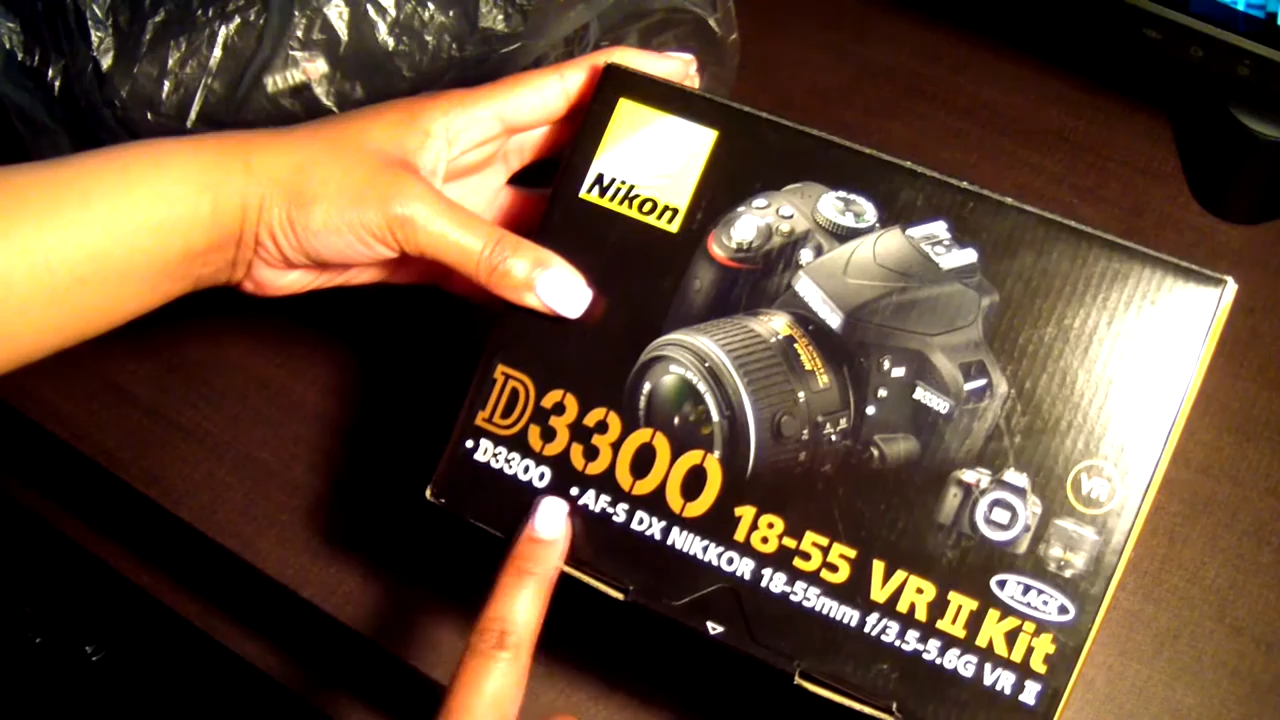 Nikon
D3300
D3300 18-55 VR II Kit
• D3300 • AF-S DX NIKKOR 18-55mm f/3.5-5.6G VR II
VR
BLACK